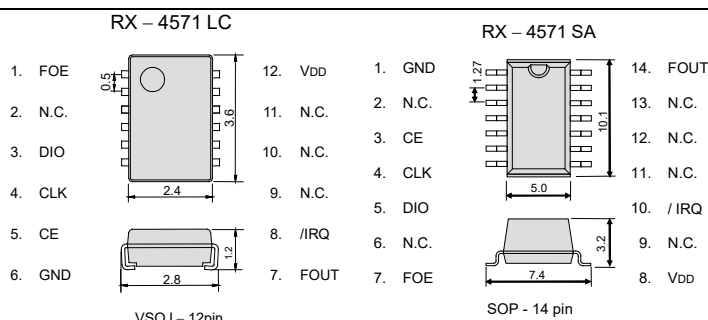 RX – 4571 LC
1. FOE
2. N.C.
3. DIO
4. CLK
5. CE
6. GND
0.5
3.6
2.4
1.2
2.8
12. VDD
11. N.C.
10. N.C.
9. N.C.
8. /IRQ
7. FOUT
VSOJ – 12pin
RX – 4571 SA
1. GND
2. N.C.
3. CE
4. CLK
5. DIO
6. N.C.
7. FOE
1.27
10.1
5.0
3.2
7.4
14. FOUT
13. N.C.
12. N.C.
11. N.C.
10. / IRQ
9. N.C.
8. VDD
SOP - 14 pin